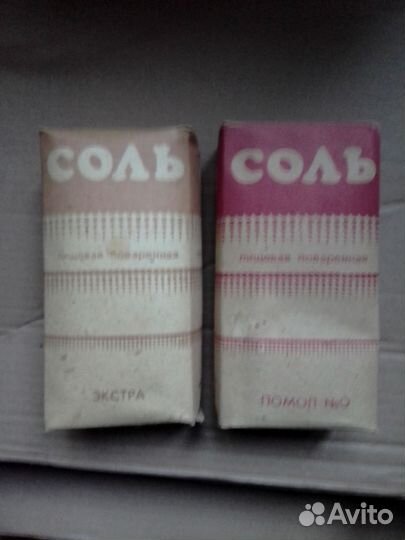 СОЛЬ
пищевая поваренная
ЭКСТРА
СОЛЬ
пищевая поваренная
ПОМОЛ №0
Avito